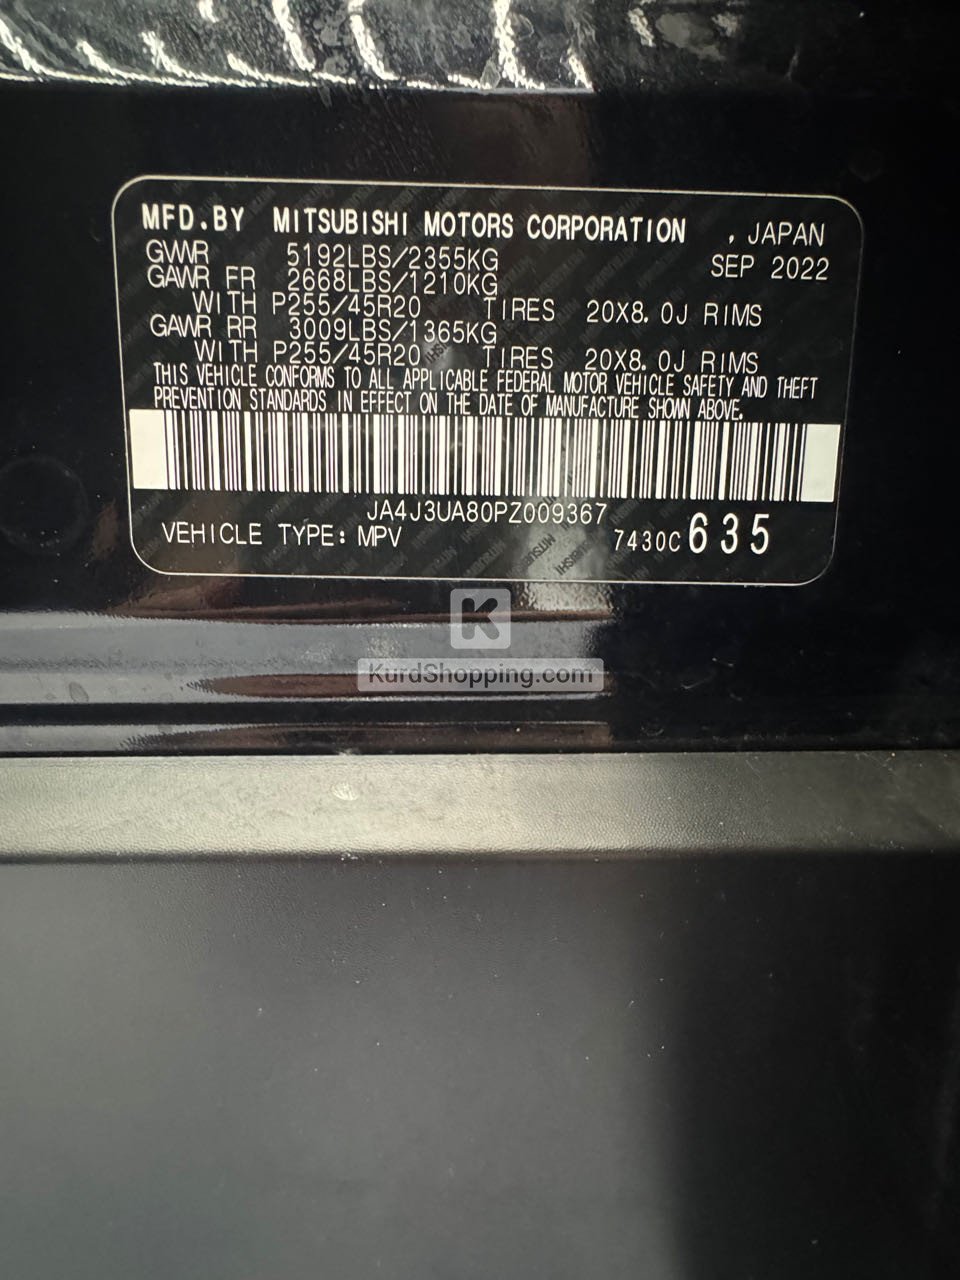 MFD.BY MITSUBISHI MOTORS CORPORATION , JAPAN
GVWR 5192LBS/2355KG SEP 2022
GAWR FR 2668LBS/1210KG
WITH P255/45R20 TIRES 20X8.0J RIMS
GAWR RR 3009LBS/1365KG
WITH P255/45R20 TIRES 20X8.0J RIMS
THIS VEHICLE CONFORMS TO ALL APPLICABLE FEDERAL MOTOR VEHICLE SAFETY AND THEFT
PREVENTION STANDARDS IN EFFECT ON THE DATE OF MANUFACTURE SHOWN ABOVE.
JA4J3UA80PZ009367
VEHICLE TYPE: MPV 7430C 635
K
KurdShopping.com